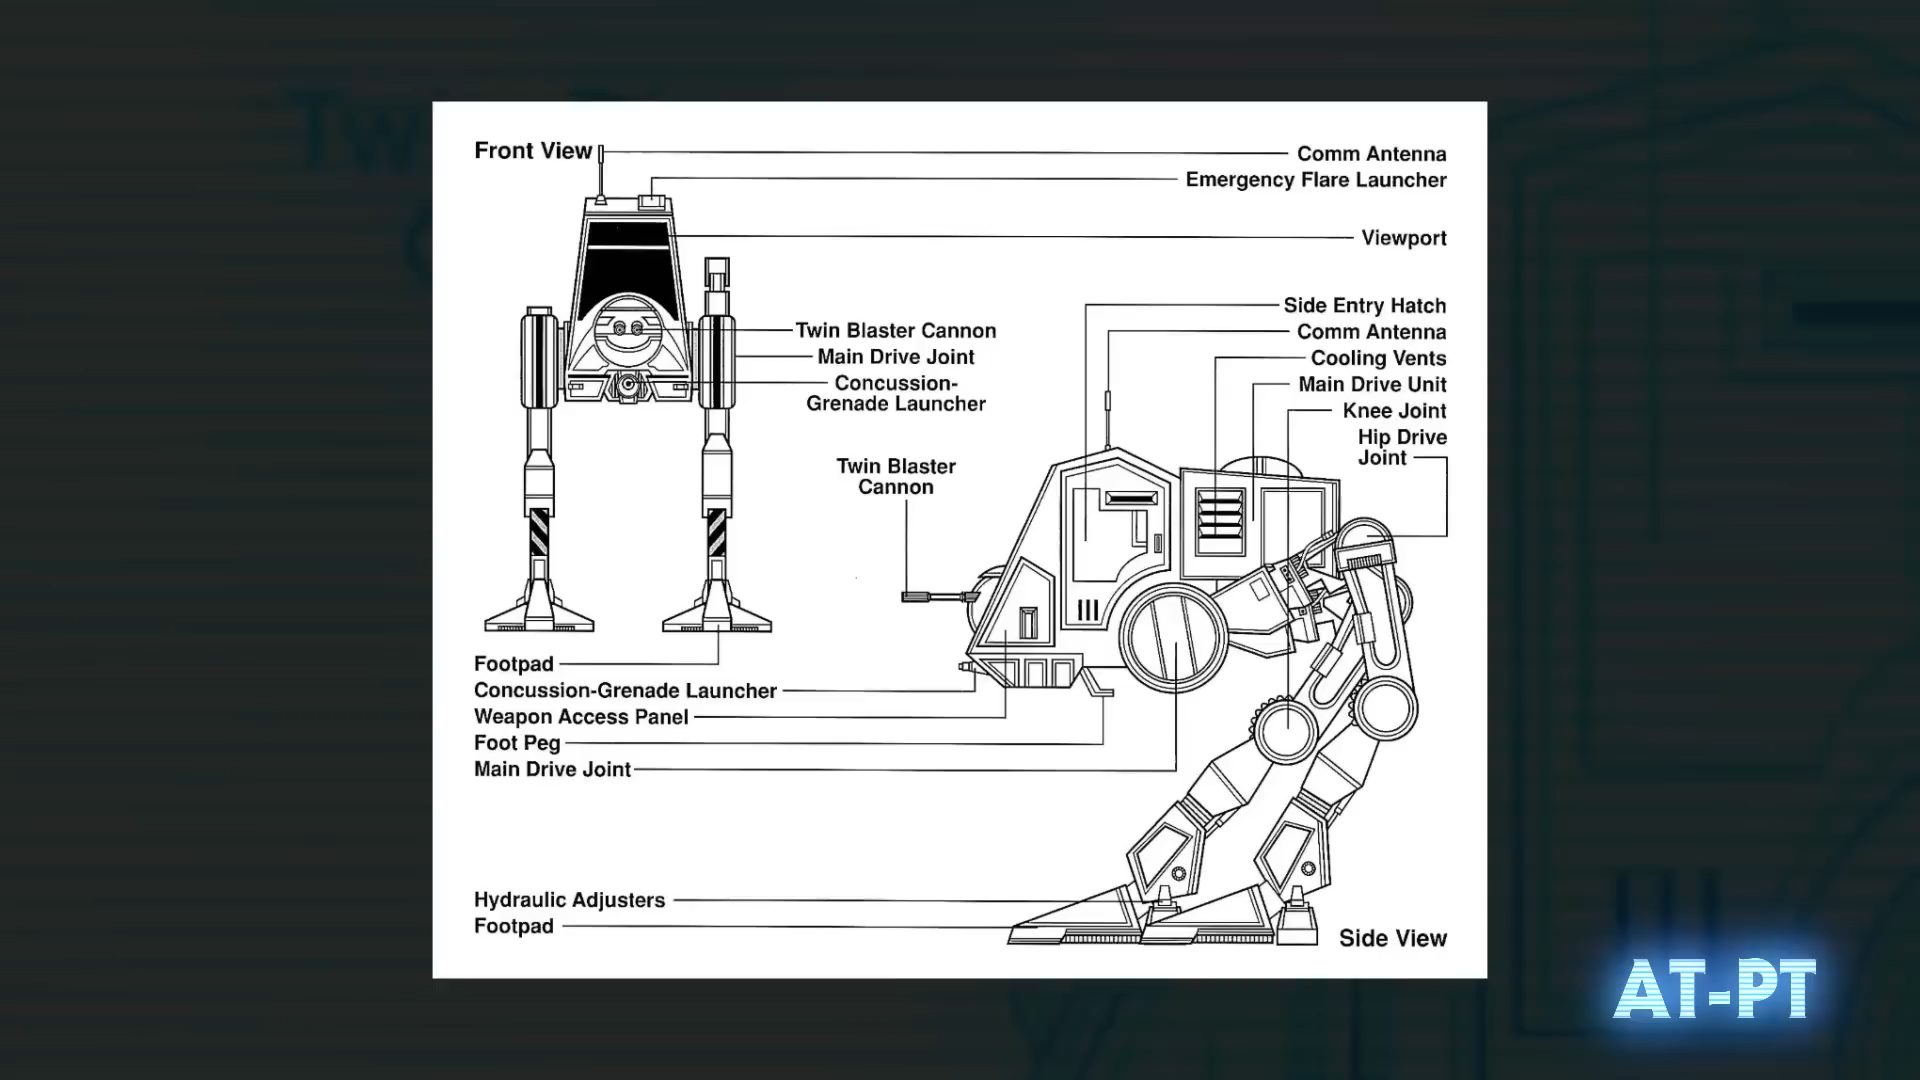 Front View
Comm Antenna
Emergency Flare Launcher
Viewport
Twin Blaster Cannon
Main Drive Joint
Concussion-
Grenade Launcher
Side Entry Hatch
Comm Antenna
Cooling Vents
Main Drive Unit
Knee Joint
Hip Drive
Joint
Twin Blaster
Cannon
Footpad
Concussion-Grenade Launcher
Weapon Access Panel
Foot Peg
Main Drive Joint
Hydraulic Adjusters
Footpad
Side View
AT-PT